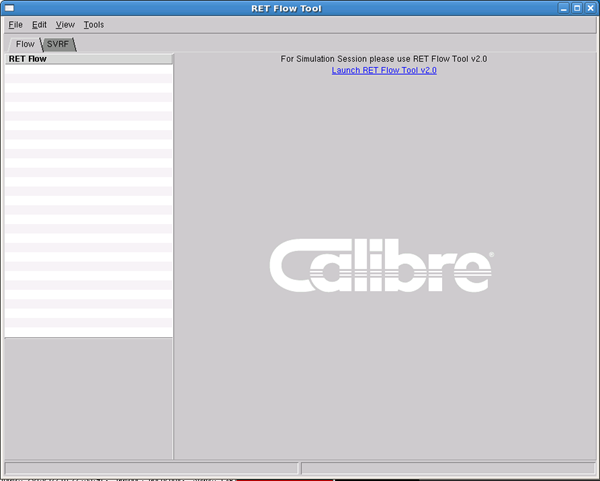 RET Flow Tool
File Edit View Tools
Flow SVRF
RET Flow
For Simulation Session please use RET Flow Tool v2.0
Launch RET Flow Tool v2.0
Calibre®